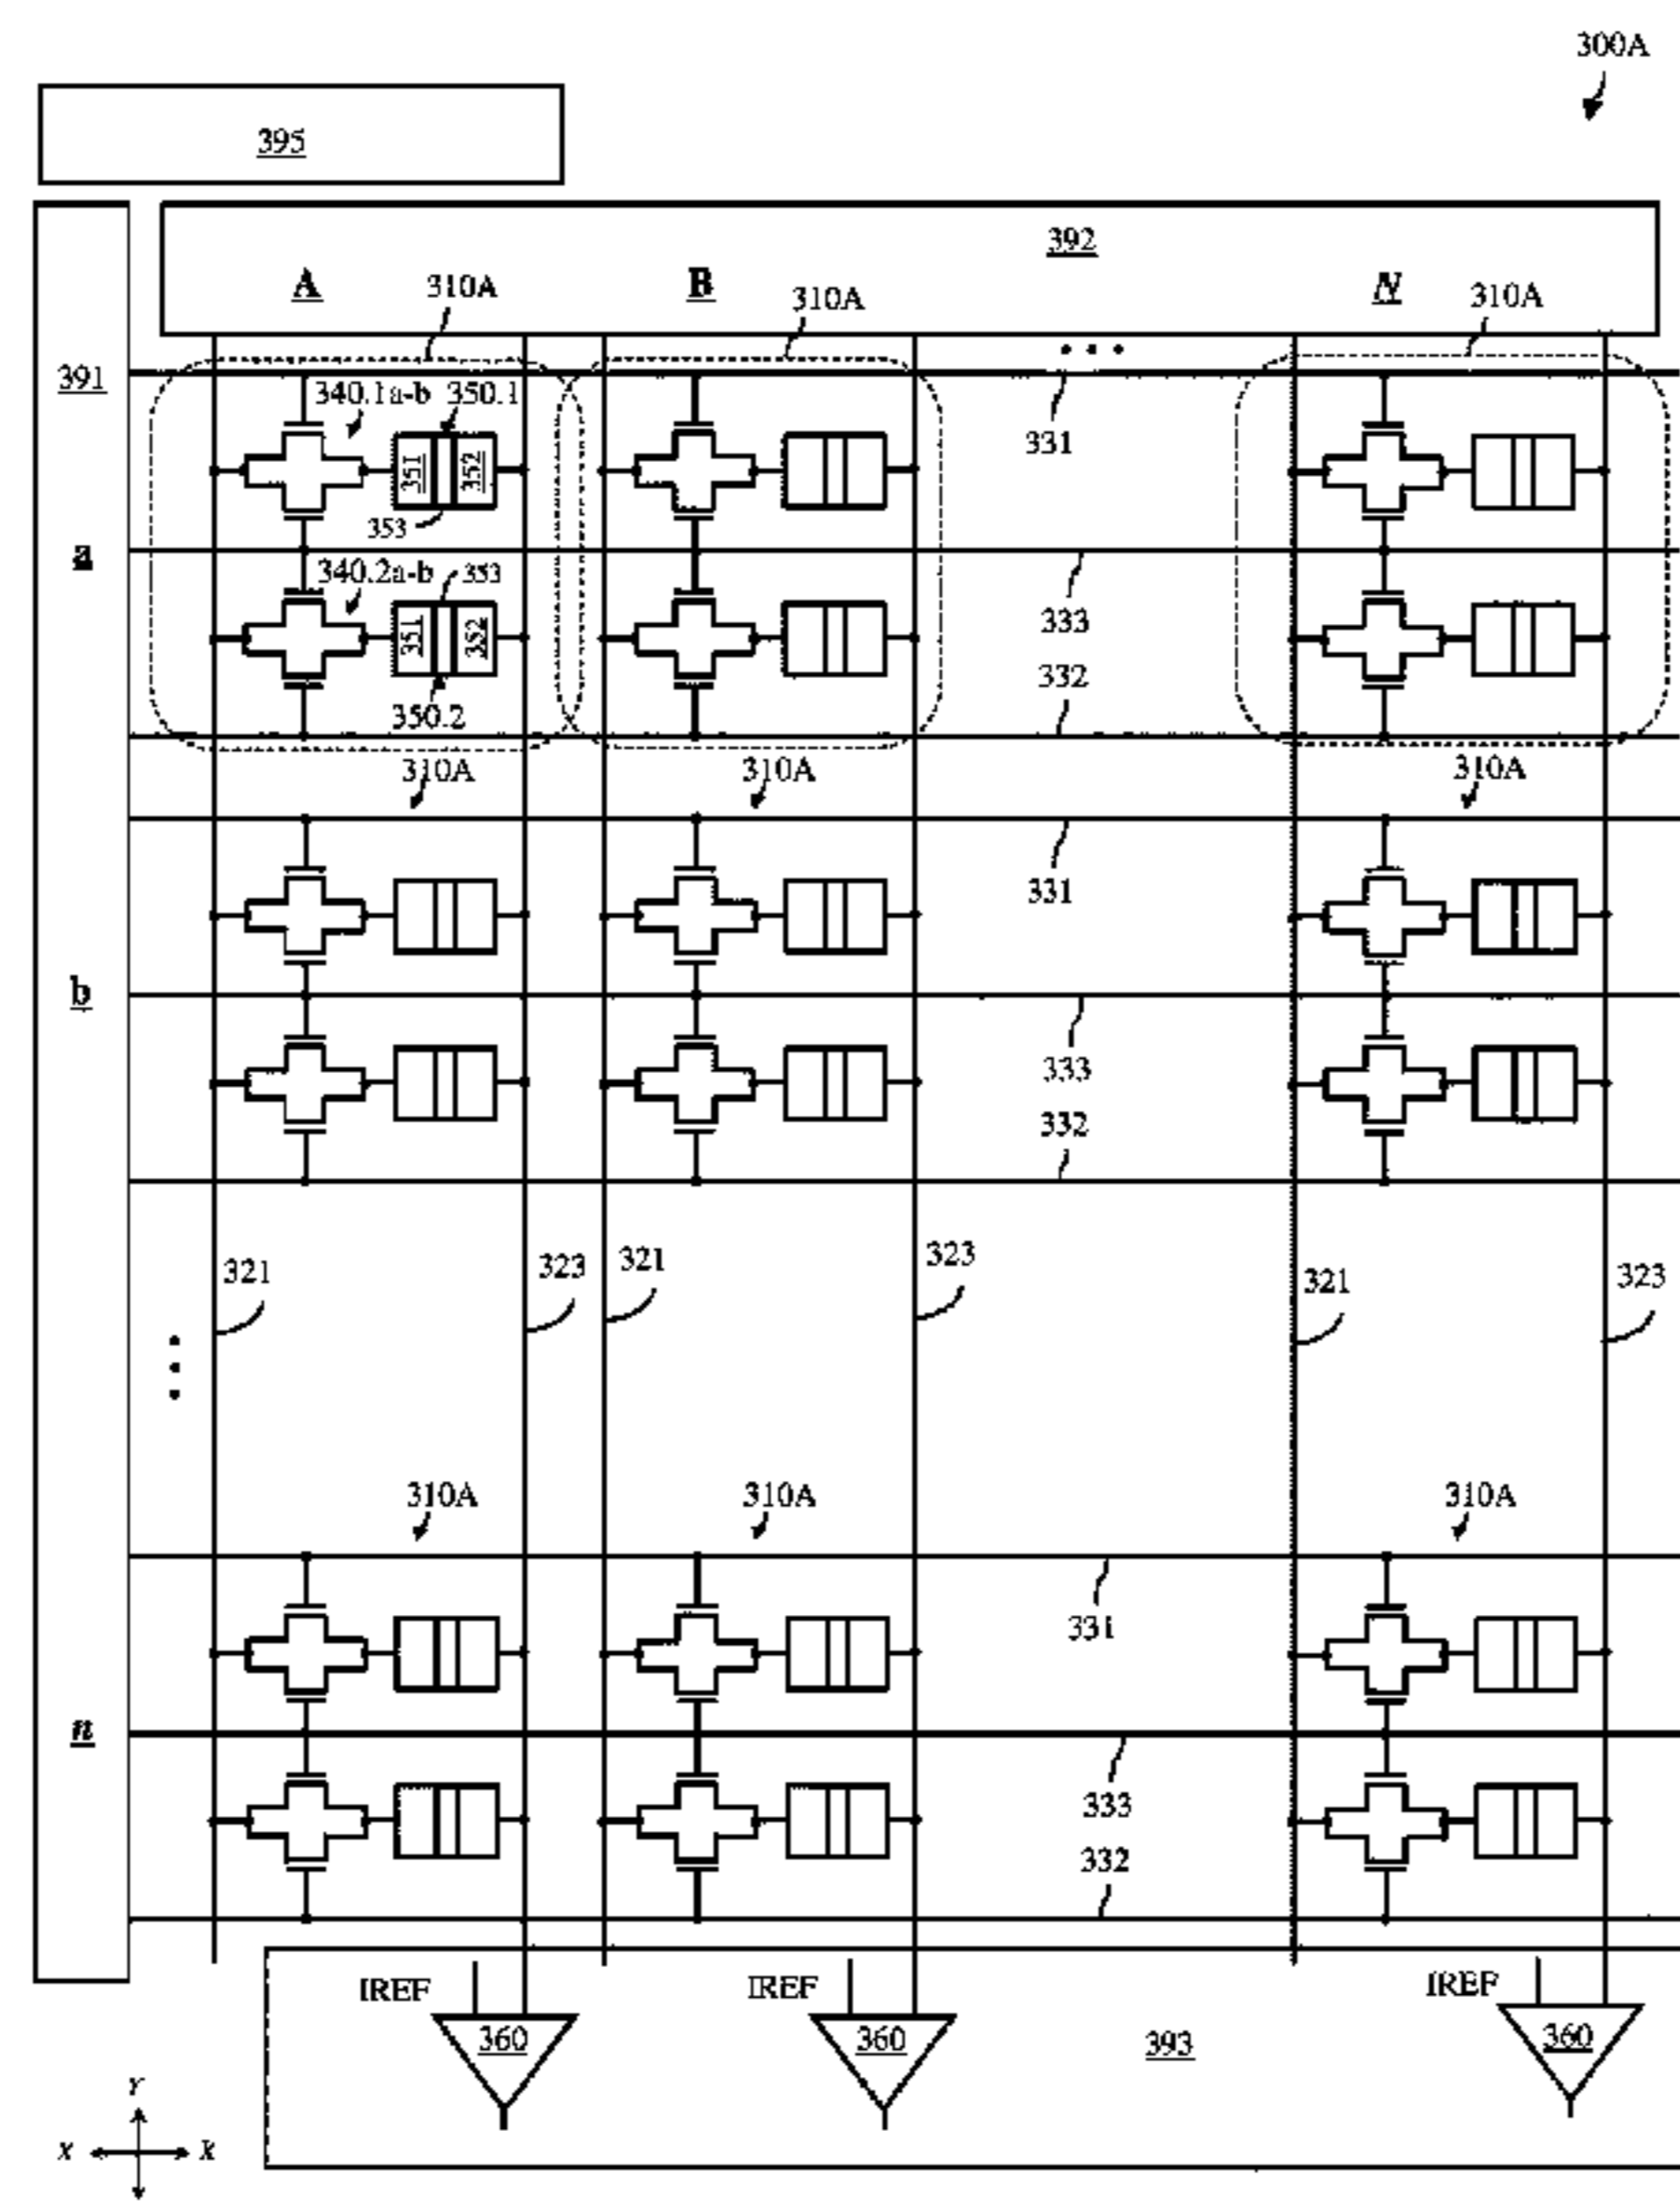 300A
395
392
A 310A B 310A N 310A
391
340.1a-b 350.1
331
351 352
353
a
340.2a-b 353
333
351 352
332
350.2
310A 310A 310A
331
b
333
332
321 323 321 323 321 323
310A 310A 310A
331
n
333
332
IREF IREF IREF
360 360 393 360
Y
X X